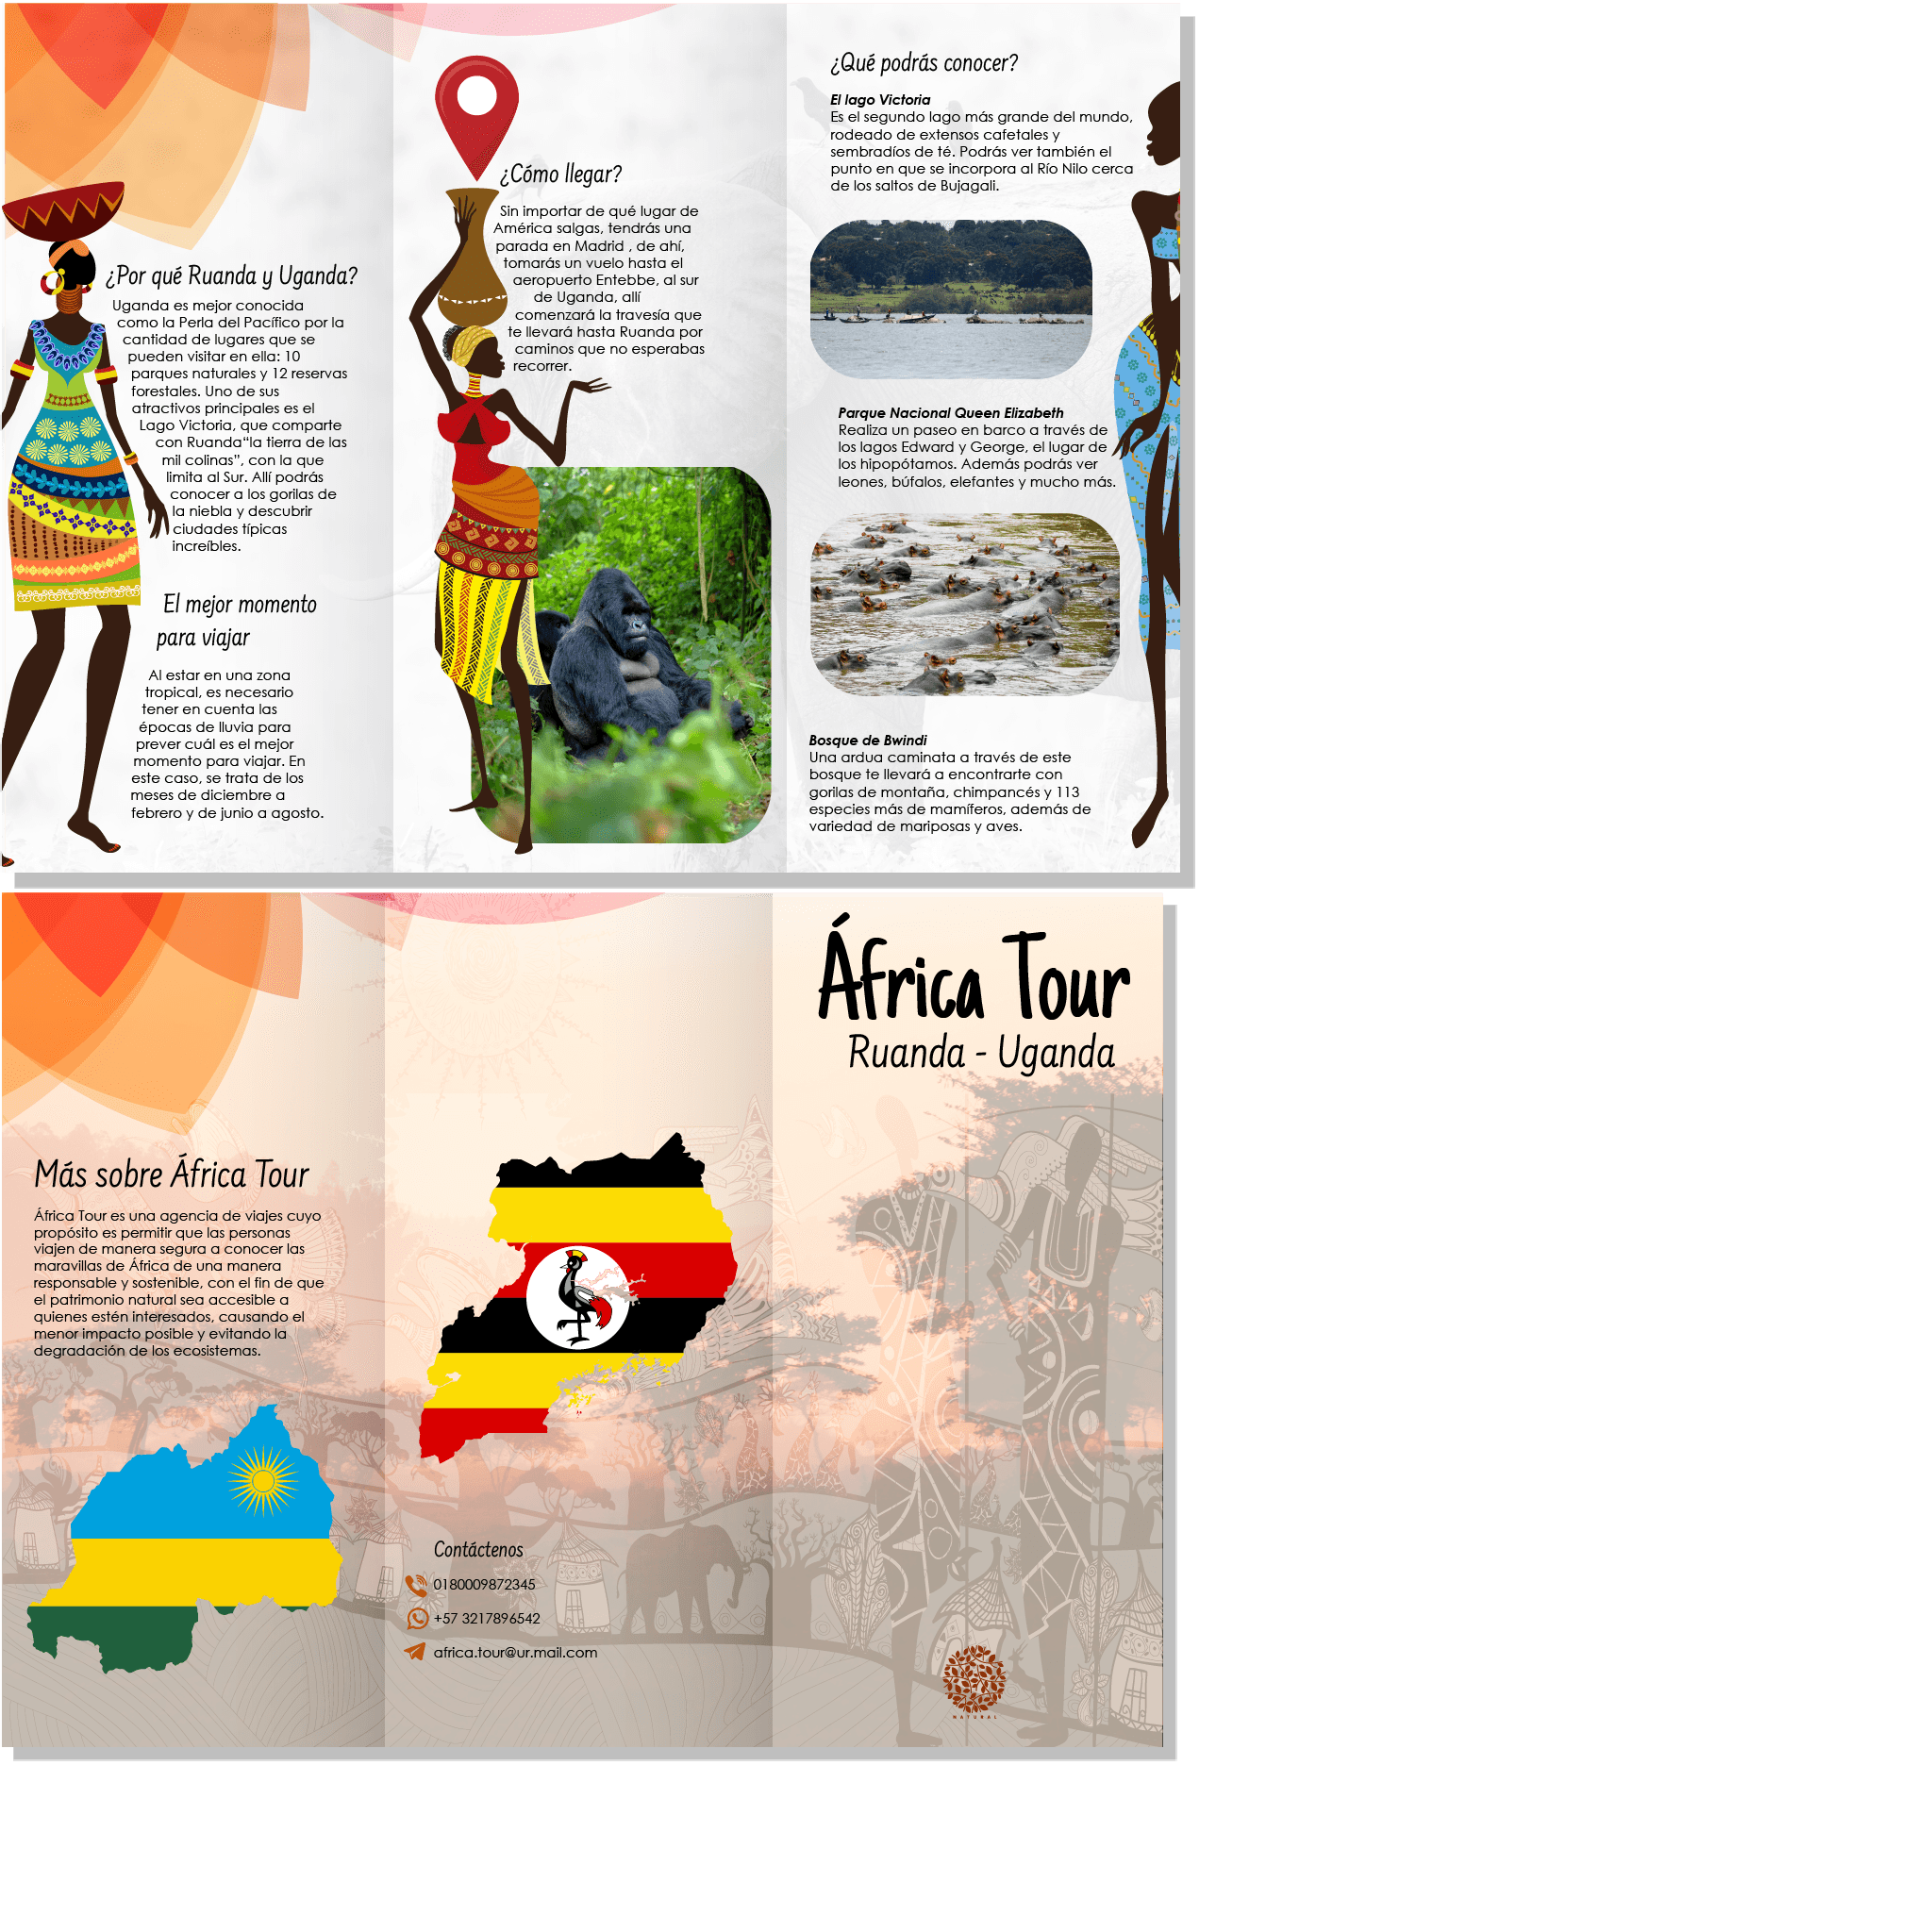 ¿Por qué Ruanda y Uganda?
Uganda es mejor conocida
como la Perla del Pacífico por la
cantidad de lugares que se
pueden visitar en ella: 10
parques naturales y 12 reservas
forestales. Uno de sus
atractivos principales es el
Lago Victoria, que comparte
con Ruanda“la tierra de las
mil colinas”, con la que
limita al Sur. Allí podrás
conocer a los gorilas de
la niebla y descubrir
ciudades típicas
increíbles.
El mejor momento
para viajar
Al estar en una zona
tropical, es necesario
tener en cuenta las
épocas de lluvia para
prever cuál es el mejor
momento para viajar. En
este caso, se trata de los
meses de diciembre a
febrero y de junio a agosto.
¿Cómo llegar?
Sin importar de qué lugar de
América salgas, tendrás una
parada en Madrid , de ahí,
tomarás un vuelo hasta el
aeropuerto Entebbe, al sur
de Uganda, allí
comenzará la travesía que
te llevará hasta Ruanda por
caminos que no esperabas
recorrer.
¿Qué podrás conocer?
El lago Victoria
Es el segundo lago más grande del mundo,
rodeado de extensos cafetales y
sembradíos de té. Podrás ver también el
punto en que se incorpora al Río Nilo cerca
de los saltos de Bujagali.
Parque Nacional Queen Elizabeth
Realiza un paseo en barco a través de
los lagos Edward y George, el lugar de
los hipopótamos. Además podrás ver
leones, búfalos, elefantes y mucho más.
Bosque de Bwindi
Una ardua caminata a través de este
bosque te llevará a encontrarte con
gorilas de montaña, chimpancés y 113
especies más de mamíferos, además de
variedad de mariposas y aves.
Más sobre África Tour
África Tour es una agencia de viajes cuyo
propósito es permitir que las personas
viajen de manera segura a conocer las
maravillas de África de una manera
responsable y sostenible, con el fin de que
el patrimonio natural sea accesible a
quienes estén interesados, causando el
menor impacto posible y evitando la
degradación de los ecosistemas.
Contáctenos
0180009872345
+57 3217896542
africa.tour@ur.mail.com
África Tour
Ruanda - Uganda
NATURAL